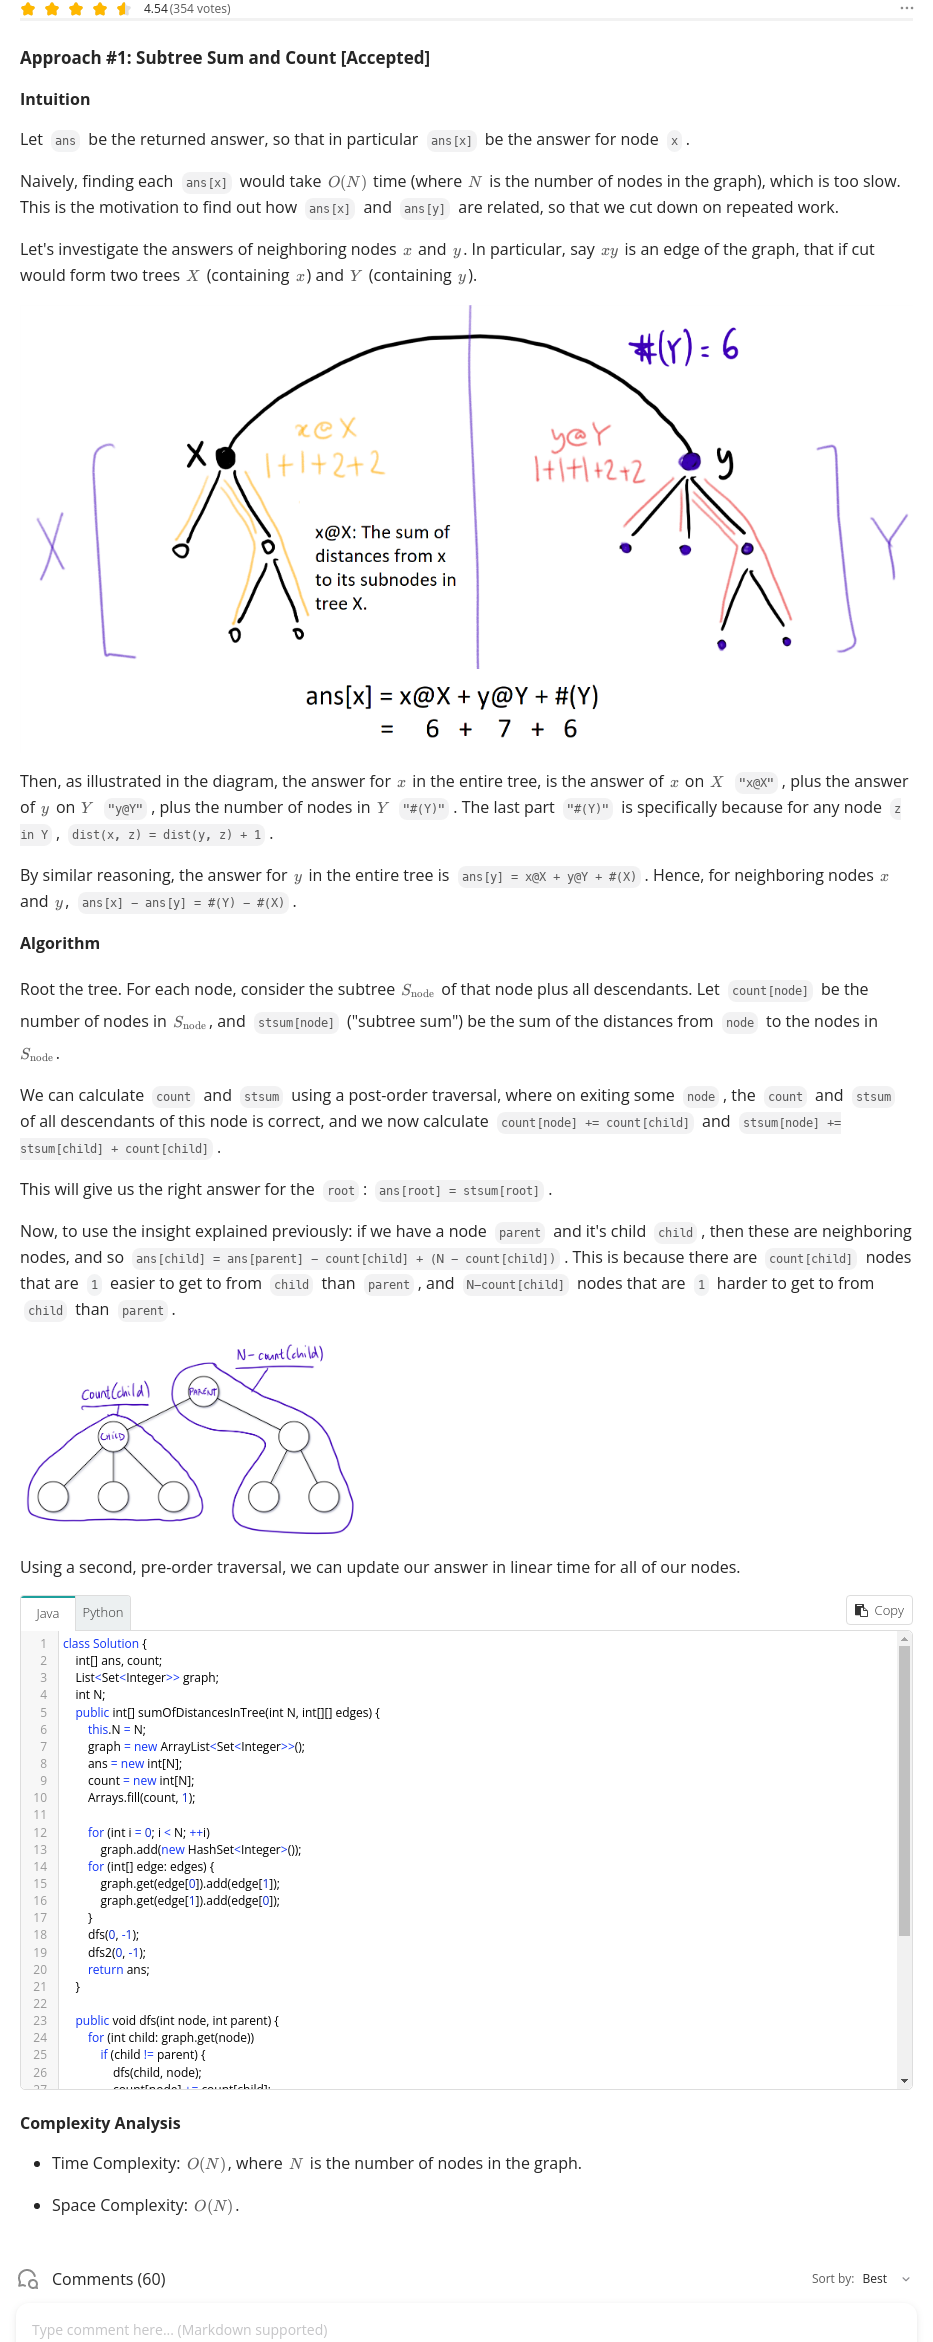 4.54 (354 votes)
Approach #1: Subtree Sum and Count [Accepted]
Intuition
Let ans be the returned answer, so that in particular ans[x] be the answer for node x .
Naively, finding each ans[x] would take O(N) time (where N is the number of nodes in the graph), which is too slow.
This is the motivation to find out how ans[x] and ans[y] are related, so that we cut down on repeated work.
Let's investigate the answers of neighboring nodes x and y. In particular, say xy is an edge of the graph, that if cut
would form two trees X (containing x) and Y (containing y).
#(Y) = 6
x@X
1+1+2+2
y@Y
1+1+1+2+2
X
y
X
Y
x@X: The sum of
distances from x
to its subnodes in
tree X.
ans[x] = x@X + y@Y + #(Y)
= 6 + 7 + 6
Then, as illustrated in the diagram, the answer for x in the entire tree, is the answer of x on X "x@X" , plus the answer
of y on Y "y@Y" , plus the number of nodes in Y "#(Y)" . The last part "#(Y)" is specifically because for any node z
in Y , dist(x, z) = dist(y, z) + 1 .
By similar reasoning, the answer for y in the entire tree is ans[y] = x@X + y@Y + #(X) . Hence, for neighboring nodes x
and y, ans[x] - ans[y] = #(Y) - #(X) .
Algorithm
Root the tree. For each node, consider the subtree Snode of that node plus all descendants. Let count[node] be the
number of nodes in Snode, and stsum[node] ("subtree sum") be the sum of the distances from node to the nodes in
Snode.
We can calculate count and stsum using a post-order traversal, where on exiting some node , the count and stsum
of all descendants of this node is correct, and we now calculate count[node] += count[child] and stsum[node] +=
stsum[child] + count[child] .
This will give us the right answer for the root : ans[root] = stsum[root] .
Now, to use the insight explained previously: if we have a node parent and it's child child , then these are neighboring
nodes, and so ans[child] = ans[parent] - count[child] + (N - count[child]) . This is because there are count[child] nodes
that are 1 easier to get to from child than parent , and N-count[child] nodes that are 1 harder to get to from
child than parent .
N-count(child)
Count(child)
PARENT
CHILD
Using a second, pre-order traversal, we can update our answer in linear time for all of our nodes.
Java Python Copy
1 class Solution {
2 int[] ans, count;
3 List<Set<Integer>> graph;
4 int N;
5 public int[] sumOfDistancesInTree(int N, int[][] edges) {
6 this.N = N;
7 graph = new ArrayList<Set<Integer>>();
8 ans = new int[N];
9 count = new int[N];
10 Arrays.fill(count, 1);
11
12 for (int i = 0; i < N; ++i)
13 graph.add(new HashSet<Integer>());
14 for (int[] edge: edges) {
15 graph.get(edge[0]).add(edge[1]);
16 graph.get(edge[1]).add(edge[0]);
17 }
18 dfs(0, -1);
19 dfs2(0, -1);
20 return ans;
21 }
22
23 public void dfs(int node, int parent) {
24 for (int child: graph.get(node))
25 if (child != parent) {
26 dfs(child, node);
27 count[node] += count[child];
Complexity Analysis
• Time Complexity: O(N), where N is the number of nodes in the graph.
• Space Complexity: O(N).
Comments (60)
Sort by: Best
Type comment here... (Markdown supported)